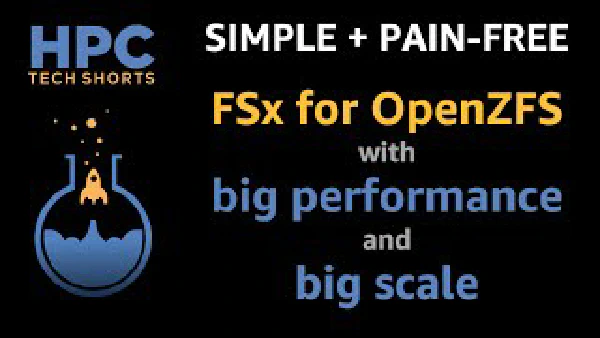 HPC
TECH SHORTS
SIMPLE + PAIN-FREE
FSx for OpenZFS
with
big performance
and
big scale